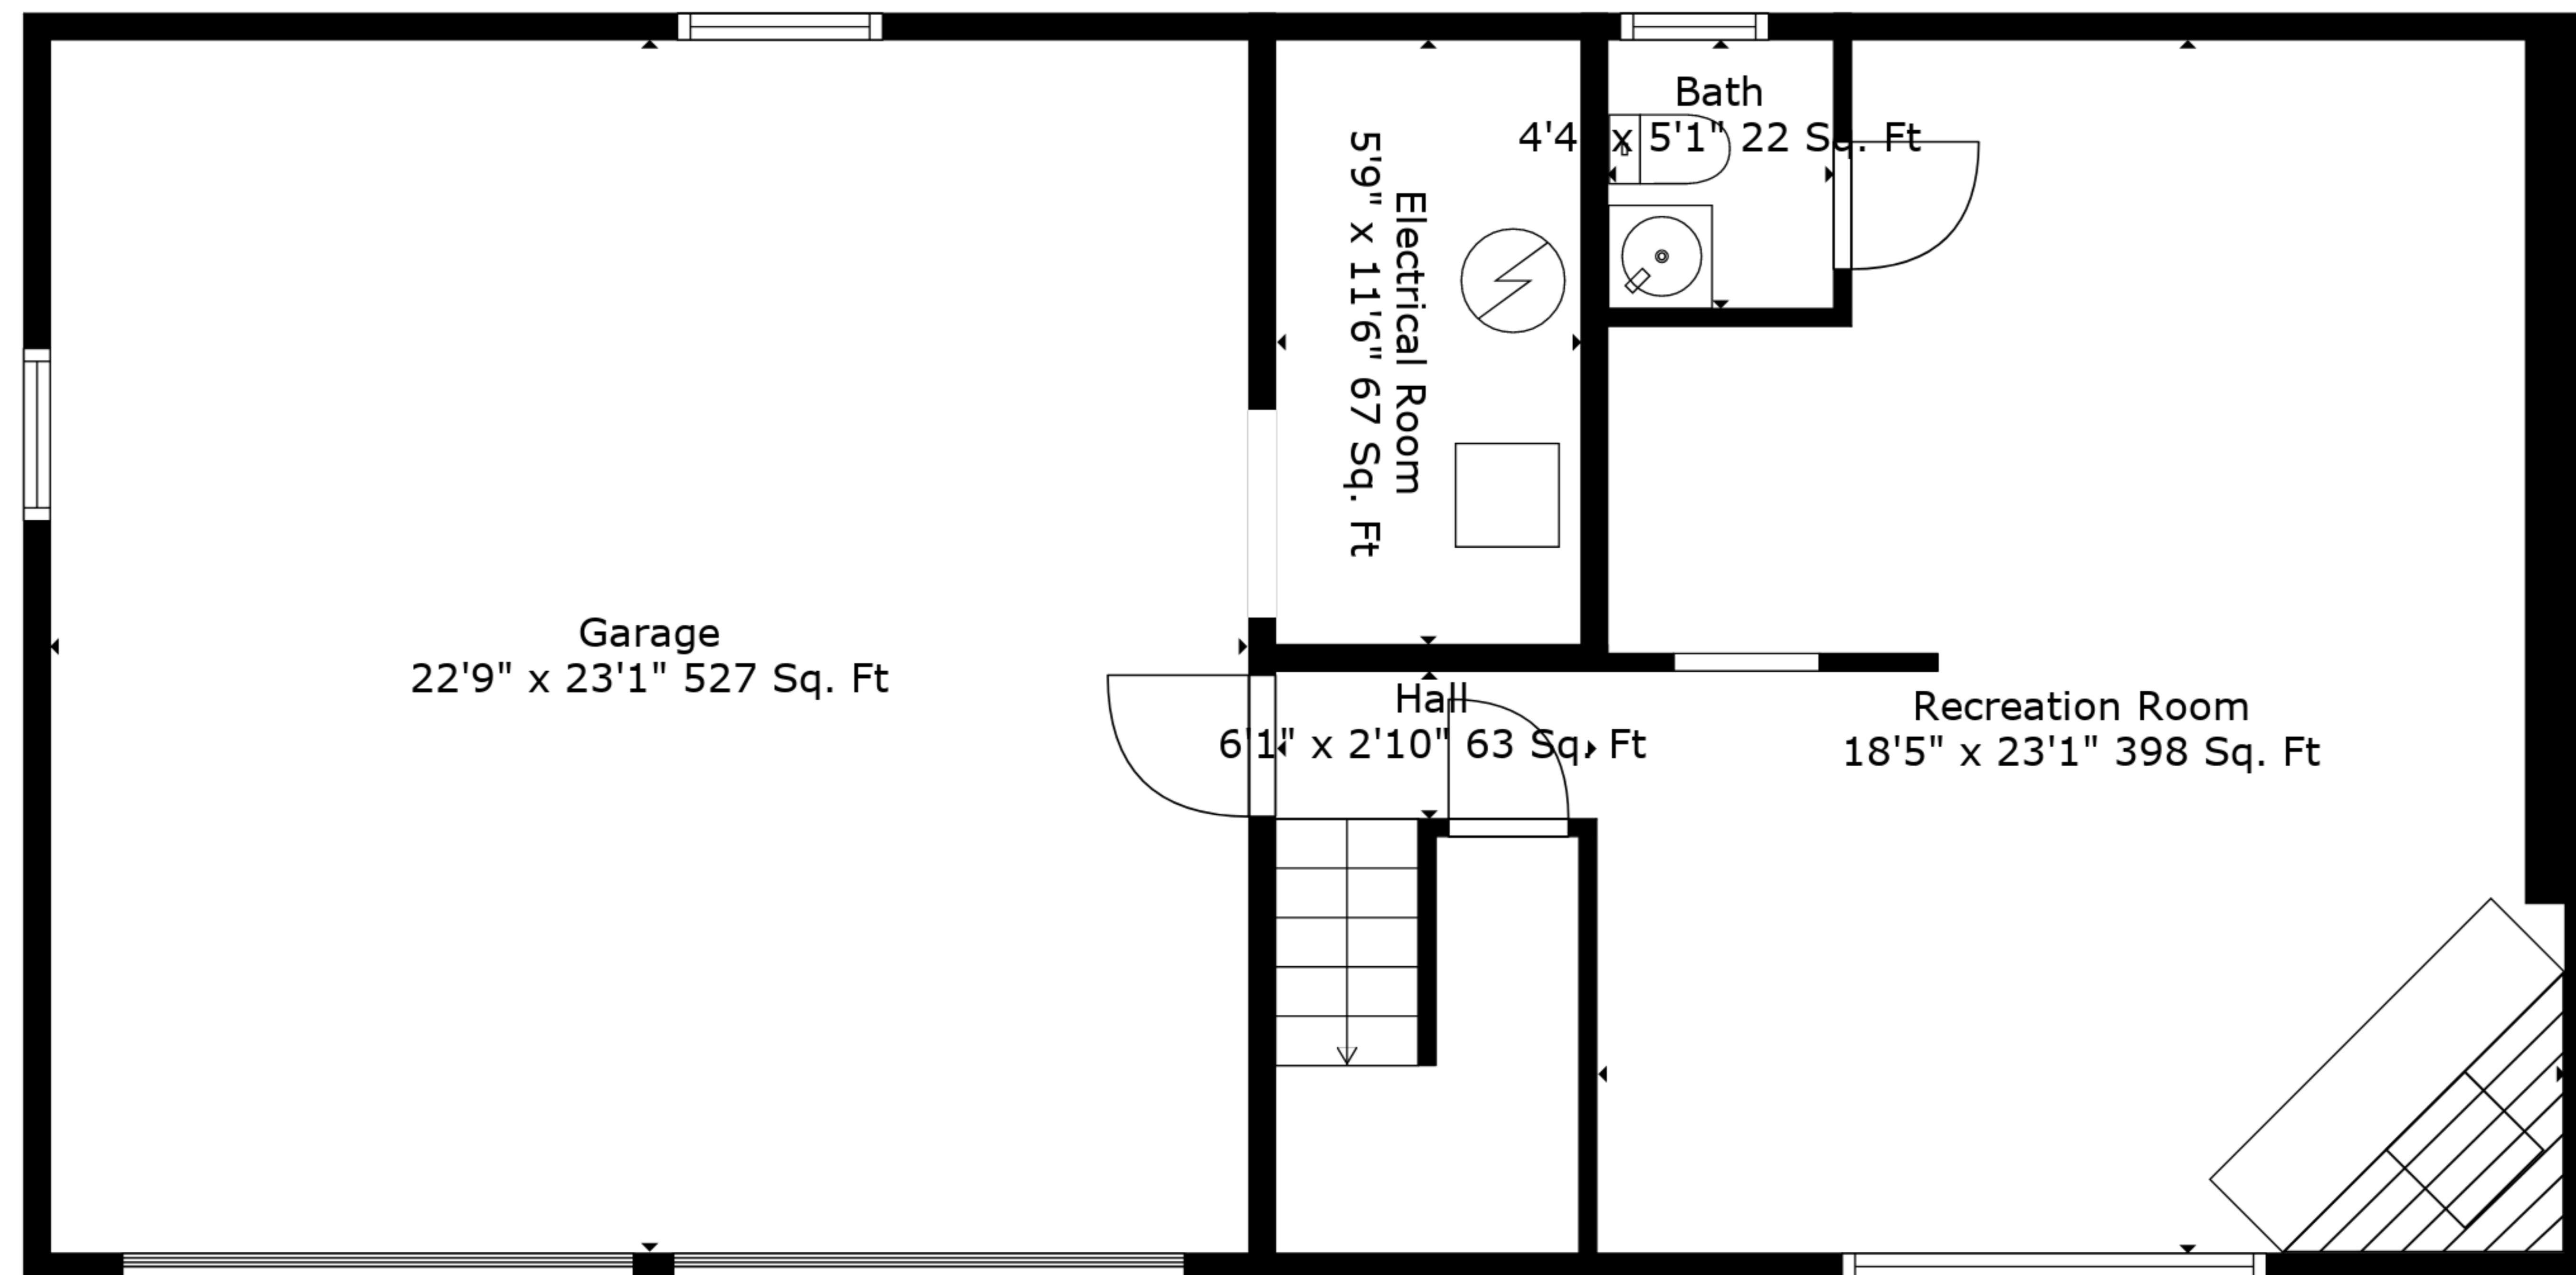 Garage
22'9" x 23'1" 527 Sq. Ft
Electrical Room
5'9" x 11'6" 67 Sq. Ft
Bath
4'4" x 5'1" 22 Sq. Ft
Hall
6'1" x 2'10" 63 Sq. Ft
Recreation Room
18'5" x 23'1" 398 Sq. Ft